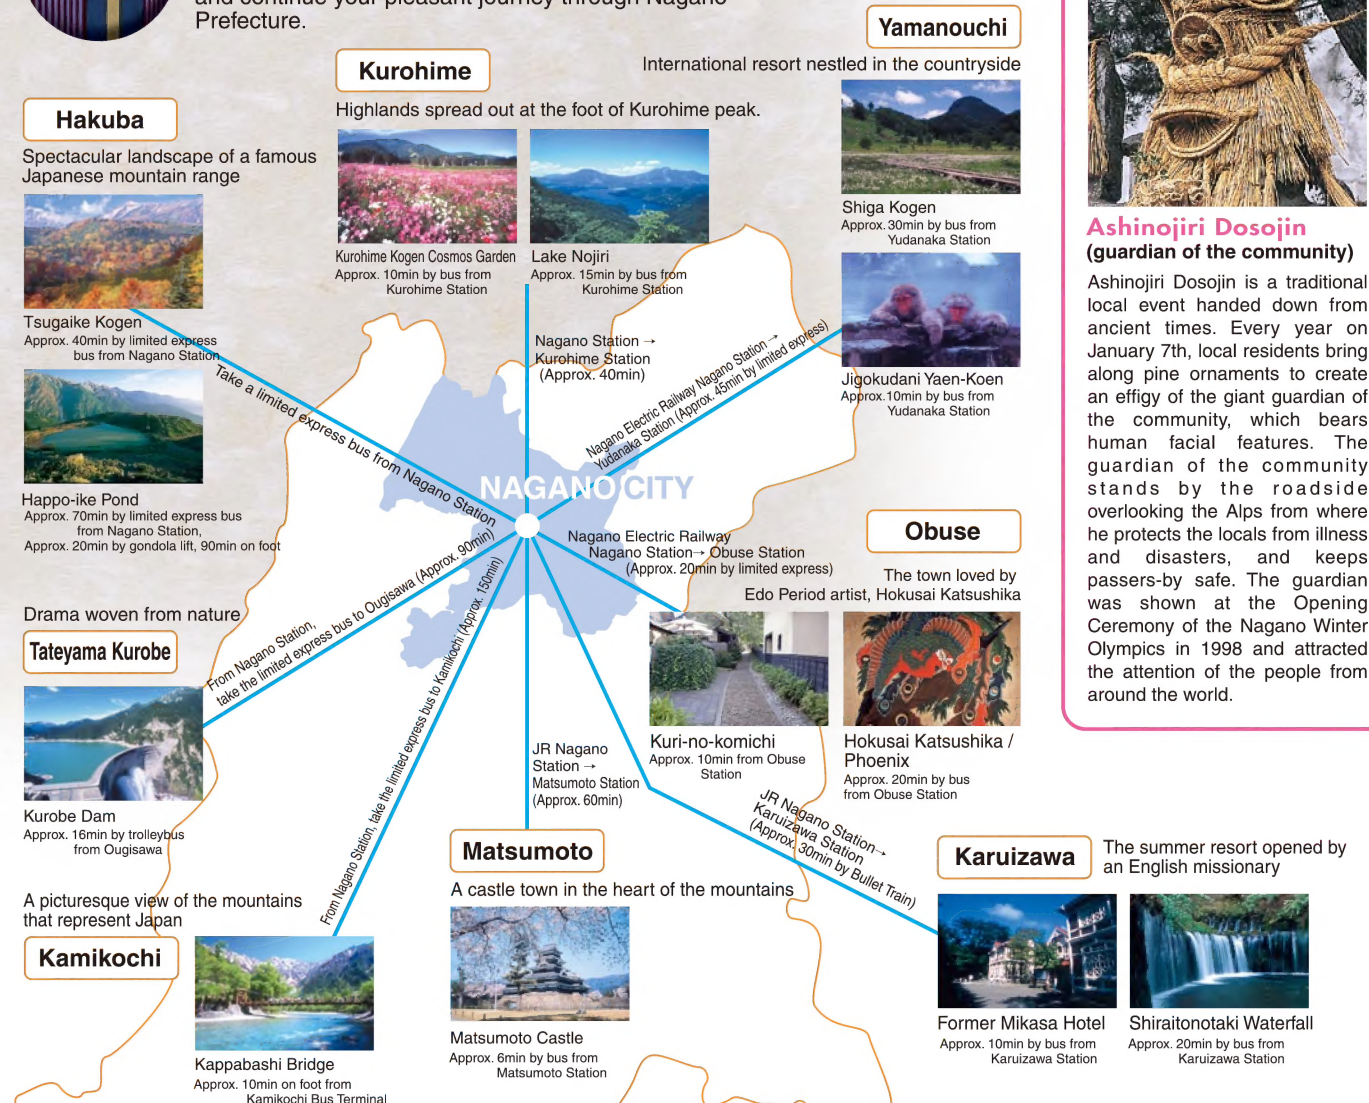 and continue your pleasant journey through Nagano
Prefecture.
Yamanouchi
International resort nestled in the countryside
Shiga Kogen
Approx. 30min by bus from
Yudanaka Station
Jigokudani Yaen-Koen
Approx.10min by bus from
Yudanaka Station
Kurohime
Highlands spread out at the foot of Kurohime peak.
Kurohime Kogen Cosmos Garden
Approx. 10min by bus from
Kurohime Station
Lake Nojiri
Approx. 15min by bus from
Kurohime Station
Hakuba
Spectacular landscape of a famous
Japanese mountain range
Tsugaike Kogen
Approx. 40min by limited express
bus from Nagano Station
Happo-ike Pond
Approx. 70min by limited express bus
from Nagano Station,
Approx. 20min by gondola lift, 90min on foot
Take a limited express bus from Nagano Station
Nagano Station →
Kurohime Station
(Approx. 40min)
Nagano Electric Railway Nagano Station →
Yudanaka Station (Approx. 45min by limited express)
NAGANO CITY
Nagano Electric Railway
Nagano Station→ Obuse Station
(Approx. 20min by limited express)
Obuse
The town loved by
Edo Period artist, Hokusai Katsushika
Kuri-no-komichi
Approx. 10min from Obuse
Station
Hokusai Katsushika /
Phoenix
Approx. 20min by bus
from Obuse Station
Drama woven from nature
Tateyama Kurobe
Kurobe Dam
Approx. 16min by trolleybus
from Ougisawa
From Nagano Station,
take the limited express bus to Ougisawa (Approx. 90min)
From Nagano Station, take the limited express bus to Kamikochi (Approx. 150min)
A picturesque view of the mountains
that represent Japan
Kamikochi
Kappabashi Bridge
Approx. 10min on foot from
Kamikochi Bus Terminal
JR Nagano
Station →
Matsumoto Station
(Approx. 60min)
Matsumoto
A castle town in the heart of the mountains
Matsumoto Castle
Approx. 6min by bus from
Matsumoto Station
JR Nagano Station→
Karuizawa Station
(Approx. 30min by Bullet Train)
Karuizawa
The summer resort opened by
an English missionary
Former Mikasa Hotel
Approx. 10min by bus from
Karuizawa Station
Shiraitonotaki Waterfall
Approx. 20min by bus from
Karuizawa Station
Ashinojiri Dosojin
(guardian of the community)
Ashinojiri Dosojin is a traditional
local event handed down from
ancient times. Every year on
January 7th, local residents bring
along pine ornaments to create
an effigy of the giant guardian of
the community, which bears
human facial features. The
guardian of the community
stands by the roadside
overlooking the Alps from where
he protects the locals from illness
and disasters, and keeps
passers-by safe. The guardian
was shown at the Opening
Ceremony of the Nagano Winter
Olympics in 1998 and attracted
the attention of the people from
around the world.